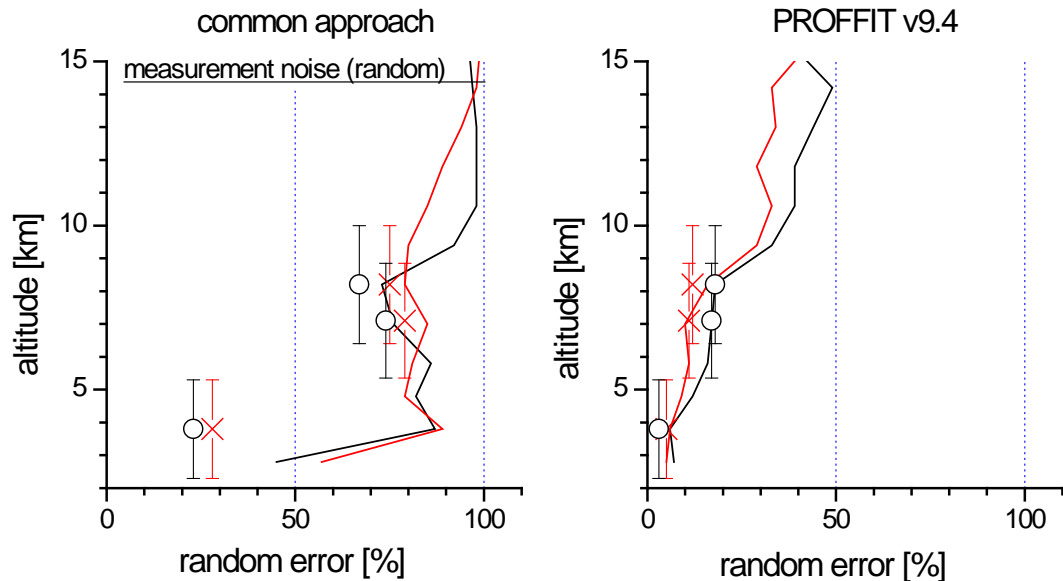 common approach
PROFFIT v9.4
measurement noise (random)
15
10
5
altitude [km]
0
50
100
random error [%]
15
10
5
altitude [km]
0
50
100
random error [%]